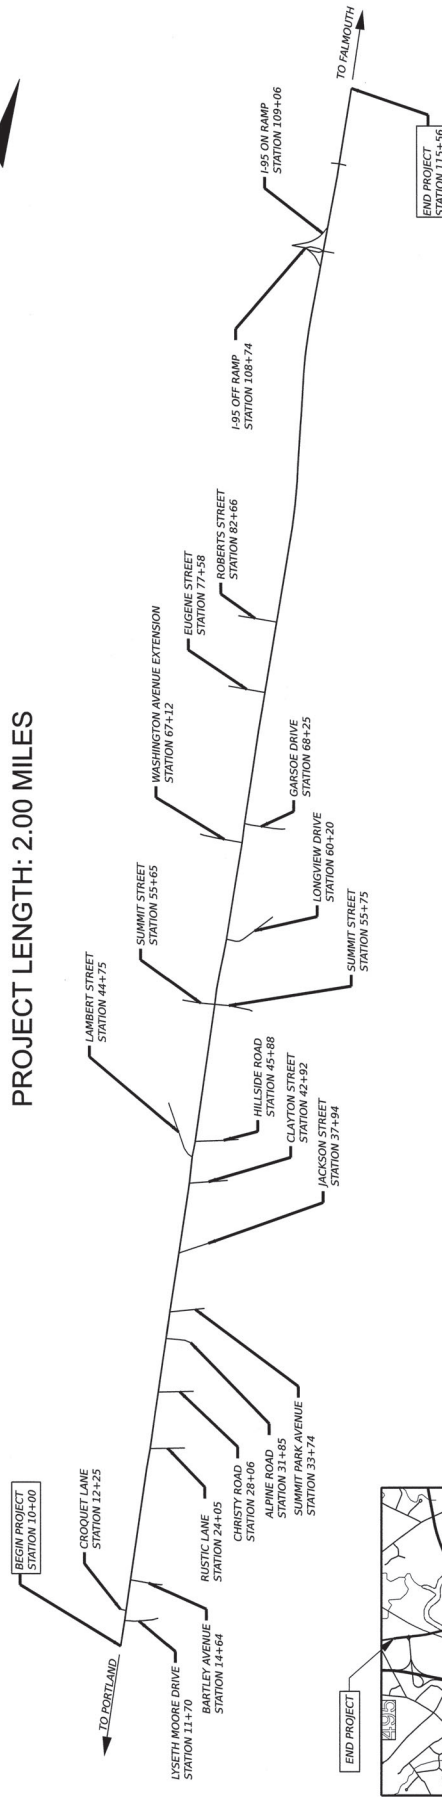 PROJECT LENGTH: 2.00 MILES
BEGIN PROJECT
STATION 10+00
CROQUET LANE
STATION 12+25
LAMBERT STREET
STATION 44+75
SUMMIT STREET
STATION 55+65
WASHINGTON AVENUE EXTENSION
STATION 67+12
EUGENE STREET
STATION 77+58
ROBERTS STREET
STATION 82+66
I-95 OFF RAMP
STATION 108+74
I-95 ON RAMP
STATION 109+06
TO FALMOUTH
TO PORTLAND
LYSETH MOORE DRIVE
STATION 11+70
BARTLEY AVENUE
STATION 14+64
RUSTIC LANE
STATION 24+05
CHRISTY ROAD
STATION 28+06
ALPINE ROAD
STATION 31+85
SUMMIT PARK AVENUE
STATION 33+74
JACKSON STREET
STATION 37+94
CLAYTON STREET
STATION 42+92
HILLSIDE ROAD
STATION 45+88
SUMMIT STREET
STATION 55+75
LONGVIEW DRIVE
STATION 60+20
GARSOE DRIVE
STATION 68+25
END PROJECT
STATION 115+56
END PROJECT
495